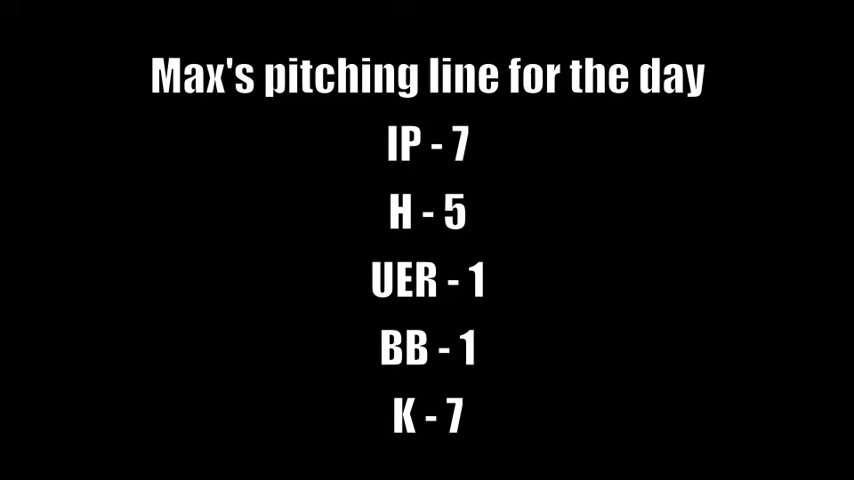 Max's pitching line for the day
IP - 7
H - 5
UER - 1
BB - 1
K - 7